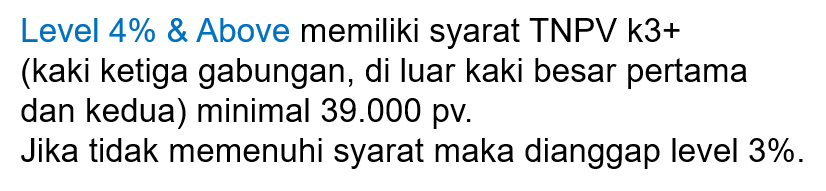 Level 4% & Above memiliki syarat TNPV k3+
(kaki ketiga gabungan, di luar kaki besar pertama
dan kedua) minimal 39.000 pv.
Jika tidak memenuhi syarat maka dianggap level 3%.